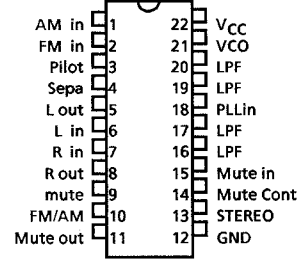 AM in 1 22 VCC
FM in 2 21 VCO
Pilot 3 20 LPF
Sepa 4 19 LPF
L out 5 18 PLLin
L in 6 17 LPF
R in 7 16 LPF
R out 8 15 Mute in
mute 9 14 Mute Cont
FM/AM 10 13 STEREO
Mute out 11 12 GND